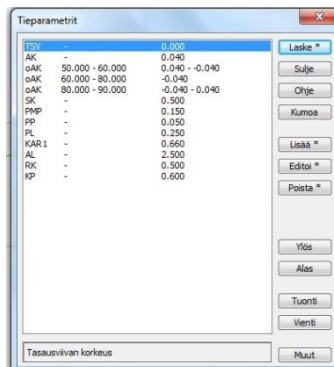 Tieparametrit
TSV - 0.000
AK - 0.040
oAK 50.000 - 60.000 0.040 - -0.040
oAK 60.000 - 80.000 -0.040
oAK 80.000 - 90.000 -0.040 - 0.040
SK - 0.500
PMP - 0.150
PP - 0.050
PL - 0.250
KAR1 - 0.660
AL - 2.500
RK - 0.500
KP - 0.600
Laske *
Sulje
Ohje
Kumoa
Lisää *
Editoi *
Poista *
Ylös
Alas
Tuonti
Vienti
Tasausviivan korkeus
Muut